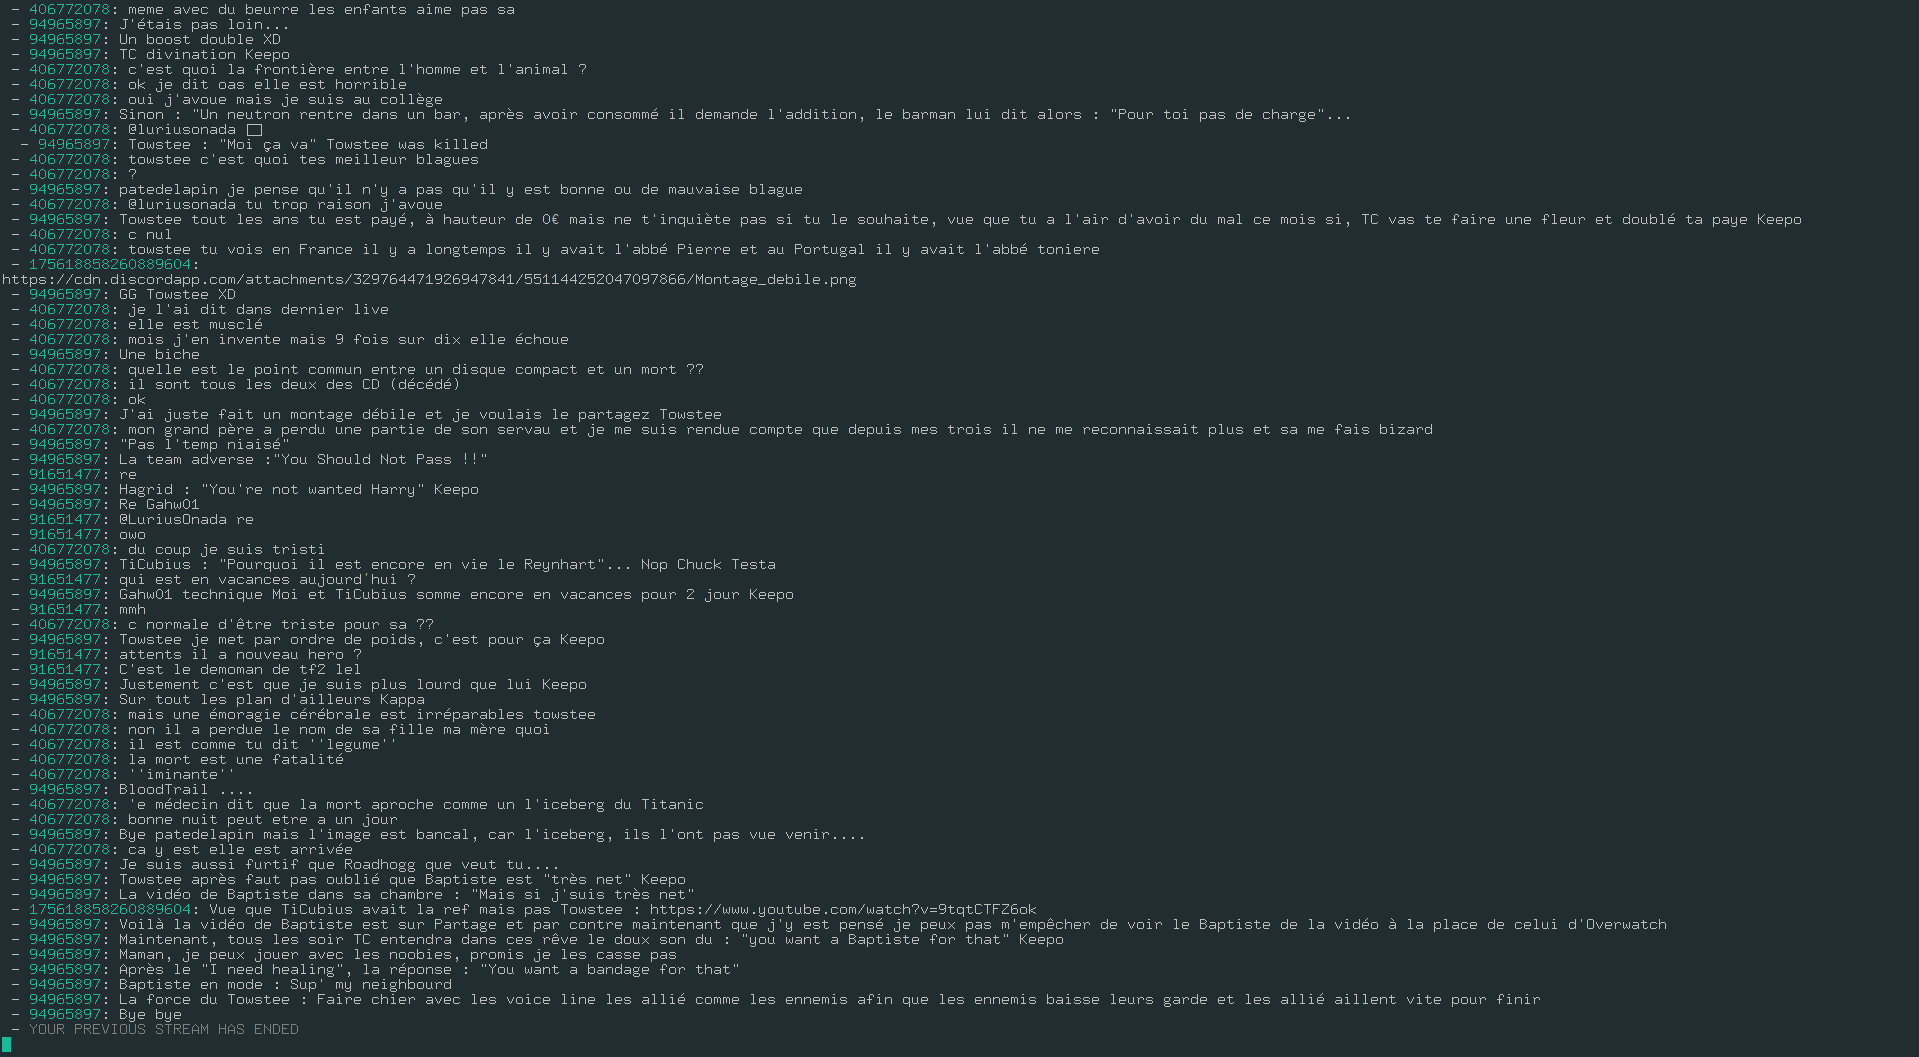 - 406772078: meme avec du beurre les enfants aime pas sa
- 94965897: J'étais pas loin...
- 94965897: Un boost double XD
- 94965897: TC divination Keepo
- 406772078: c'est quoi la frontière entre l'homme et l'animal ?
- 406772078: ok je dit oas elle est horrible
- 406772078: oui j'avoue mais je suis au collège
- 94965897: Sinon : "Un neutron rentre dans un bar, après avoir consommé il demande l'addition, le barman lui dit alors : "Pour toi pas de charge"...
- 406772078: @luriusonada
- 94965897: Towstee : "Moi ça va" Towstee was killed
- 406772078: towstee c'est quoi tes meilleur blagues
- 406772078: ?
- 94965897: patedelapin je pense qu'il n'y a pas qu'il y est bonne ou de mauvaise blague
- 406772078: @luriusonada tu trop raison j'avoue
- 94965897: Towstee tout les ans tu est payé, à hauteur de 0€ mais ne t'inquiète pas si tu le souhaite, vue que tu a l'air d'avoir du mal ce mois si, TC vas te faire une fleur et doublé ta paye Keepo
- 406772078: c nul
- 406772078: towstee tu vois en France il y a longtemps il y avait l'abbé Pierre et au Portugal il y avait l'abbé toniere
- 175618858260889604:
https://cdn.discordapp.com/attachments/329764471926947841/551144252047097866/Montage_debile.png
- 94965897: GG Towstee XD
- 406772078: je l'ai dit dans dernier live
- 406772078: elle est musclé
- 406772078: mois j'en invente mais 9 fois sur dix elle échoue
- 94965897: Une biche
- 406772078: quelle est le point commun entre un disque compact et un mort ??
- 406772078: il sont tous les deux des CD (décédé)
- 406772078: ok
- 94965897: J'ai juste fait un montage débile et je voulais le partagez Towstee
- 406772078: mon grand père a perdu une partie de son servau et je me suis rendue compte que depuis mes trois il ne me reconnaissait plus et sa me fais bizard
- 94965897: "Pas l'temp niaisé"
- 94965897: La team adverse :"You Should Not Pass !!"
- 91651477: re
- 94965897: Hagrid : "You're not wanted Harry" Keepo
- 94965897: Re Gahw01
- 91651477: @LuriusOnada re
- 91651477: owo
- 406772078: du coup je suis tristi
- 94965897: TiCubius : "Pourquoi il est encore en vie le Reynhart"... Nop Chuck Testa
- 91651477: qui est en vacances aujourd'hui ?
- 94965897: Gahw01 technique Moi et TiCubius somme encore en vacances pour 2 jour Keepo
- 91651477: mmh
- 406772078: c normale d'être triste pour sa ??
- 94965897: Towstee je met par ordre de poids, c'est pour ça Keepo
- 91651477: attents il a nouveau hero ?
- 91651477: C'est le demoman de tf2 lel
- 94965897: Justement c'est que je suis plus lourd que lui Keepo
- 94965897: Sur tout les plan d'ailleurs Kappa
- 406772078: mais une émoragie cérébrale est irréparables towstee
- 406772078: non il a perdue le nom de sa fille ma mère quoi
- 406772078: il est comme tu dit ''legume''
- 406772078: la mort est une fatalité
- 406772078: ''iminante''
- 94965897: BloodTrail ....
- 406772078: 'e médecin dit que la mort aproche comme un l'iceberg du Titanic
- 406772078: bonne nuit peut etre a un jour
- 94965897: Bye patedelapin mais l'image est bancal, car l'iceberg, ils l'ont pas vue venir....
- 406772078: ca y est elle est arrivée
- 94965897: Je suis aussi furtif que Roadhogg que veut tu....
- 94965897: Towstee après faut pas oublié que Baptiste est "très net" Keepo
- 94965897: La vidéo de Baptiste dans sa chambre : "Mais si j'suis très net"
- 175618858260889604: Vue que TiCubius avait la ref mais pas Towstee : https://www.youtube.com/watch?v=9tqtCTFZ6ok
- 94965897: Voilà la vidéo de Baptiste est sur Partage et par contre maintenant que j'y est pensé je peux pas m'empêcher de voir le Baptiste de la vidéo à la place de celui d'Overwatch
- 94965897: Maintenant, tous les soir TC entendra dans ces rêve le doux son du : "you want a Baptiste for that" Keepo
- 94965897: Maman, je peux jouer avec les noobies, promis je les casse pas
- 94965897: Après le "I need healing", la réponse : "You want a bandage for that"
- 94965897: Baptiste en mode : Sup' my neighbourd
- 94965897: La force du Towstee : Faire chier avec les voice line les allié comme les ennemis afin que les ennemis baisse leurs garde et les allié aillent vite pour finir
- 94965897: Bye bye
- YOUR PREVIOUS STREAM HAS ENDED